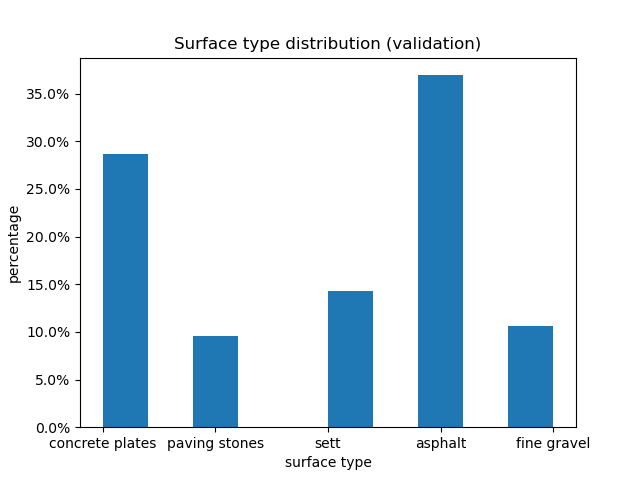 Surface type distribution (validation)
35.0%
30.0%
25.0%
20.0%
15.0%
10.0%
5.0%
0.0%
percentage
concrete plates paving stones sett asphalt fine gravel
surface type